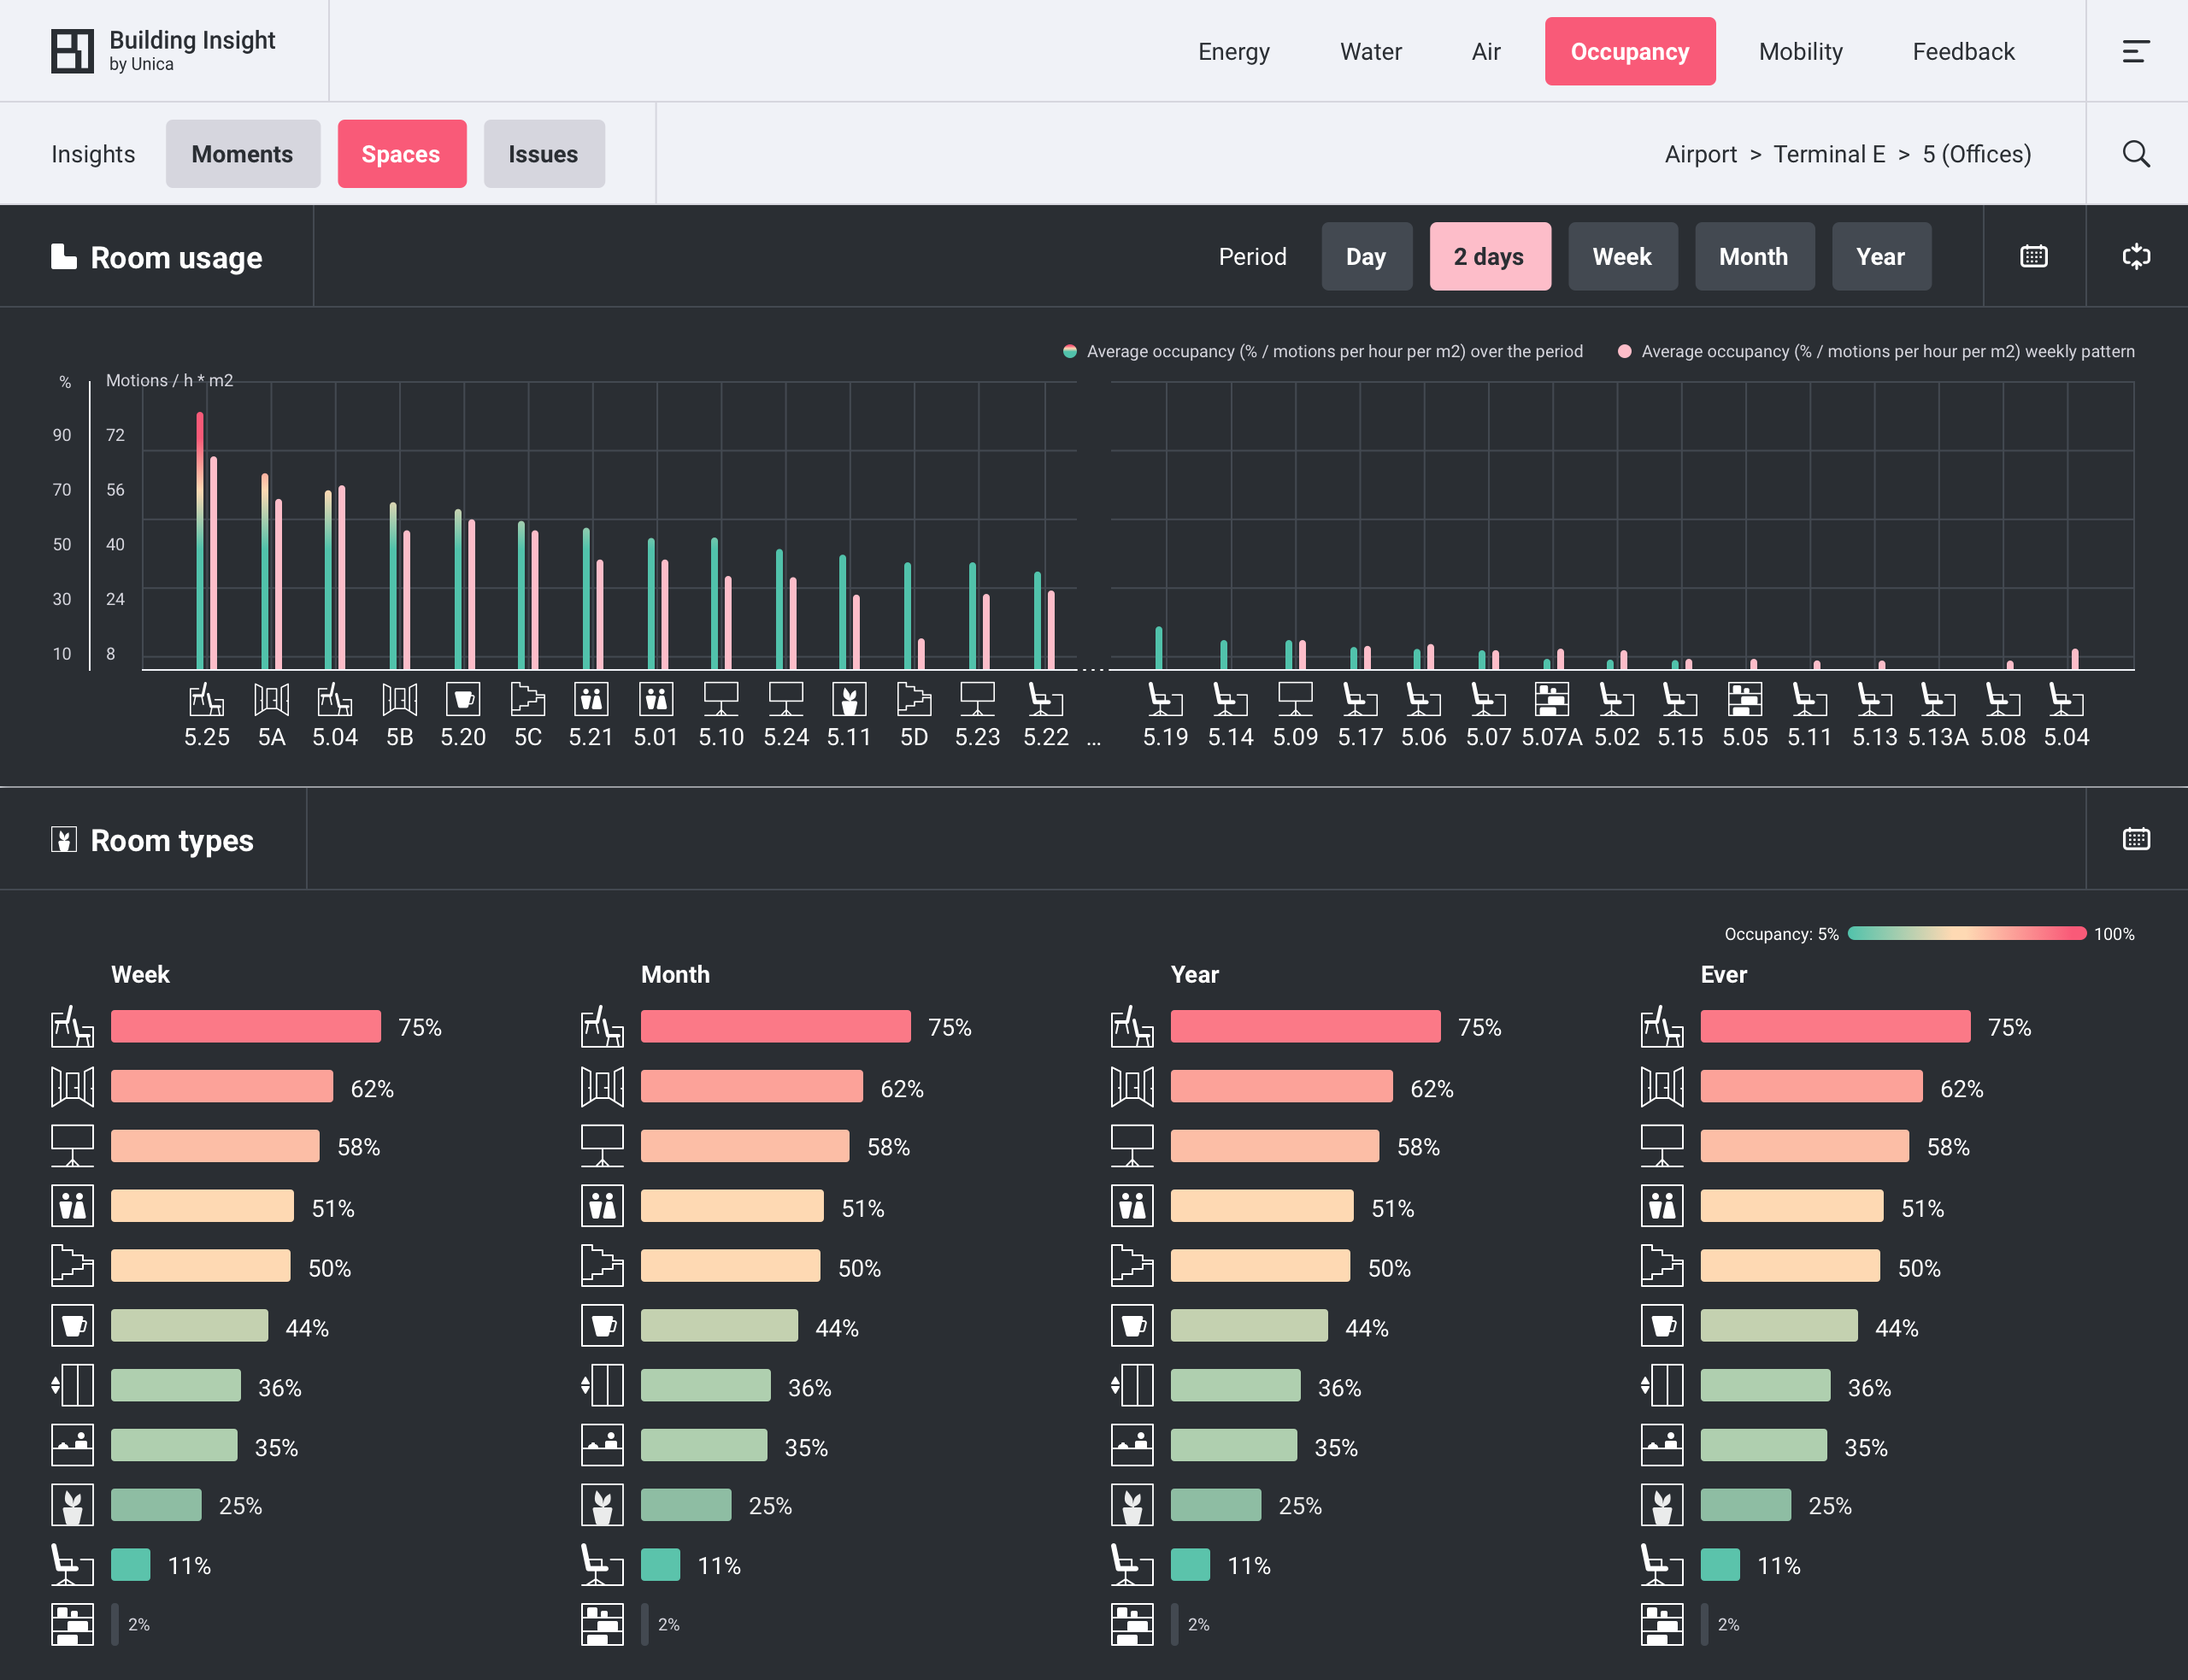 Building Insight
by Unica
Energy Water Air Occupancy Mobility Feedback
Insights Moments Spaces Issues
Airport > Terminal E > 5 (Offices)
Room usage
Period Day 2 days Week Month Year
Average occupancy (% / motions per hour per m2) over the period Average occupancy (% / motions per hour per m2) weekly pattern
% Motions / h * m2
90 72
70 56
50 40
30 24
10 8
5.25 5A 5.04 5B 5.20 5C 5.21 5.01 5.10 5.24 5.11 5D 5.23 5.22 ... 5.19 5.14 5.09 5.17 5.06 5.07 5.07A 5.02 5.15 5.05 5.11 5.13 5.13A 5.08 5.04
Room types
Occupancy: 5% 100%
Week Month Year Ever
75% 75% 75% 75%
62% 62% 62% 62%
58% 58% 58% 58%
51% 51% 51% 51%
50% 50% 50% 50%
44% 44% 44% 44%
36% 36% 36% 36%
35% 35% 35% 35%
25% 25% 25% 25%
11% 11% 11% 11%
2% 2% 2% 2%